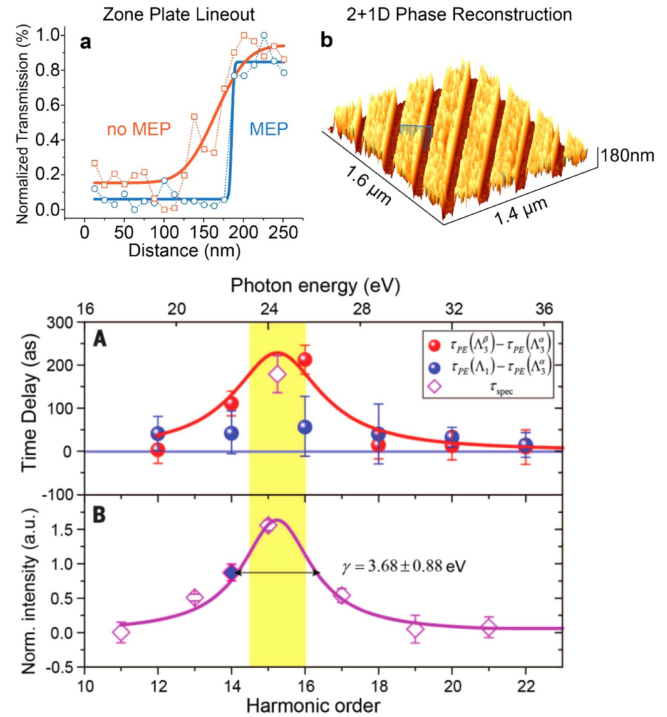 Zone Plate Lineout
2+1D Phase Reconstruction
a
Normalized Transmission (%)
1.0
0.8
0.6
0.4
0.2
0.0
no MEP
MEP
0
50
100
150
200
250
Distance (nm)
b
180nm
1.6 µm
1.4 µm
Photon energy (eV)
16 20 24 28 32 36
A
Time Delay (as)
300
200
100
0
-100
τPE(Λ3^β)−τPE(Λ3^α)
τPE(Λ1)−τPE(Λ3^α)
τspec
B
Norm. intensity (a.u.)
1.5
1.0
0.5
0.0
-0.5
γ = 3.68 ± 0.88 eV
10 12 14 16 18 20 22
Harmonic order